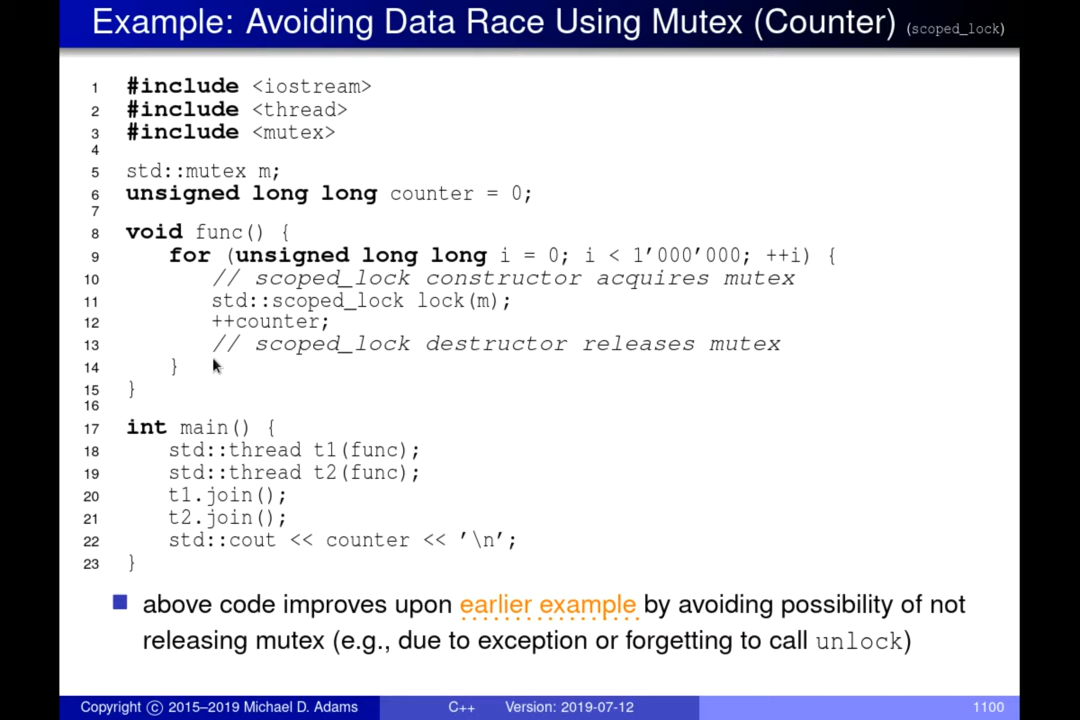 Example: Avoiding Data Race Using Mutex (Counter) (scoped_lock)
1 #include <iostream>
2 #include <thread>
3 #include <mutex>
4
5 std::mutex m;
6 unsigned long long counter = 0;
7
8 void func() {
9 for (unsigned long long i = 0; i < 1'000'000; ++i) {
10 // scoped_lock constructor acquires mutex
11 std::scoped_lock lock(m);
12 ++counter;
13 // scoped_lock destructor releases mutex
14 }
15 }
16
17 int main() {
18 std::thread t1(func);
19 std::thread t2(func);
20 t1.join();
21 t2.join();
22 std::cout << counter << '\n';
23 }
above code improves upon earlier example by avoiding possibility of not
releasing mutex (e.g., due to exception or forgetting to call unlock)
Copyright © 2015–2019 Michael D. Adams C++ Version: 2019-07-12 1100